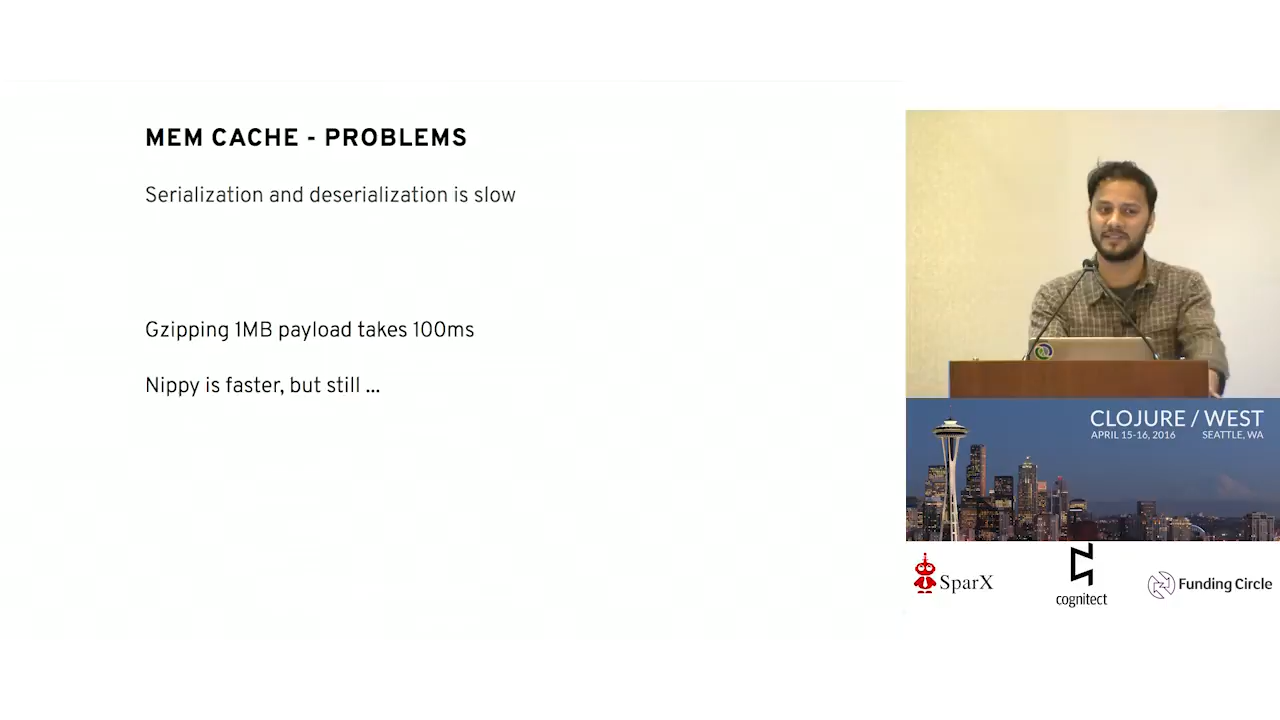 MEM CACHE - PROBLEMS
Serialization and deserialization is slow
Gzipping 1MB payload takes 100ms
Nippy is faster, but still ...
CLOJURE / WEST
APRIL 15-16, 2016 SEATTLE, WA
SparX
cognitect
Funding Circle